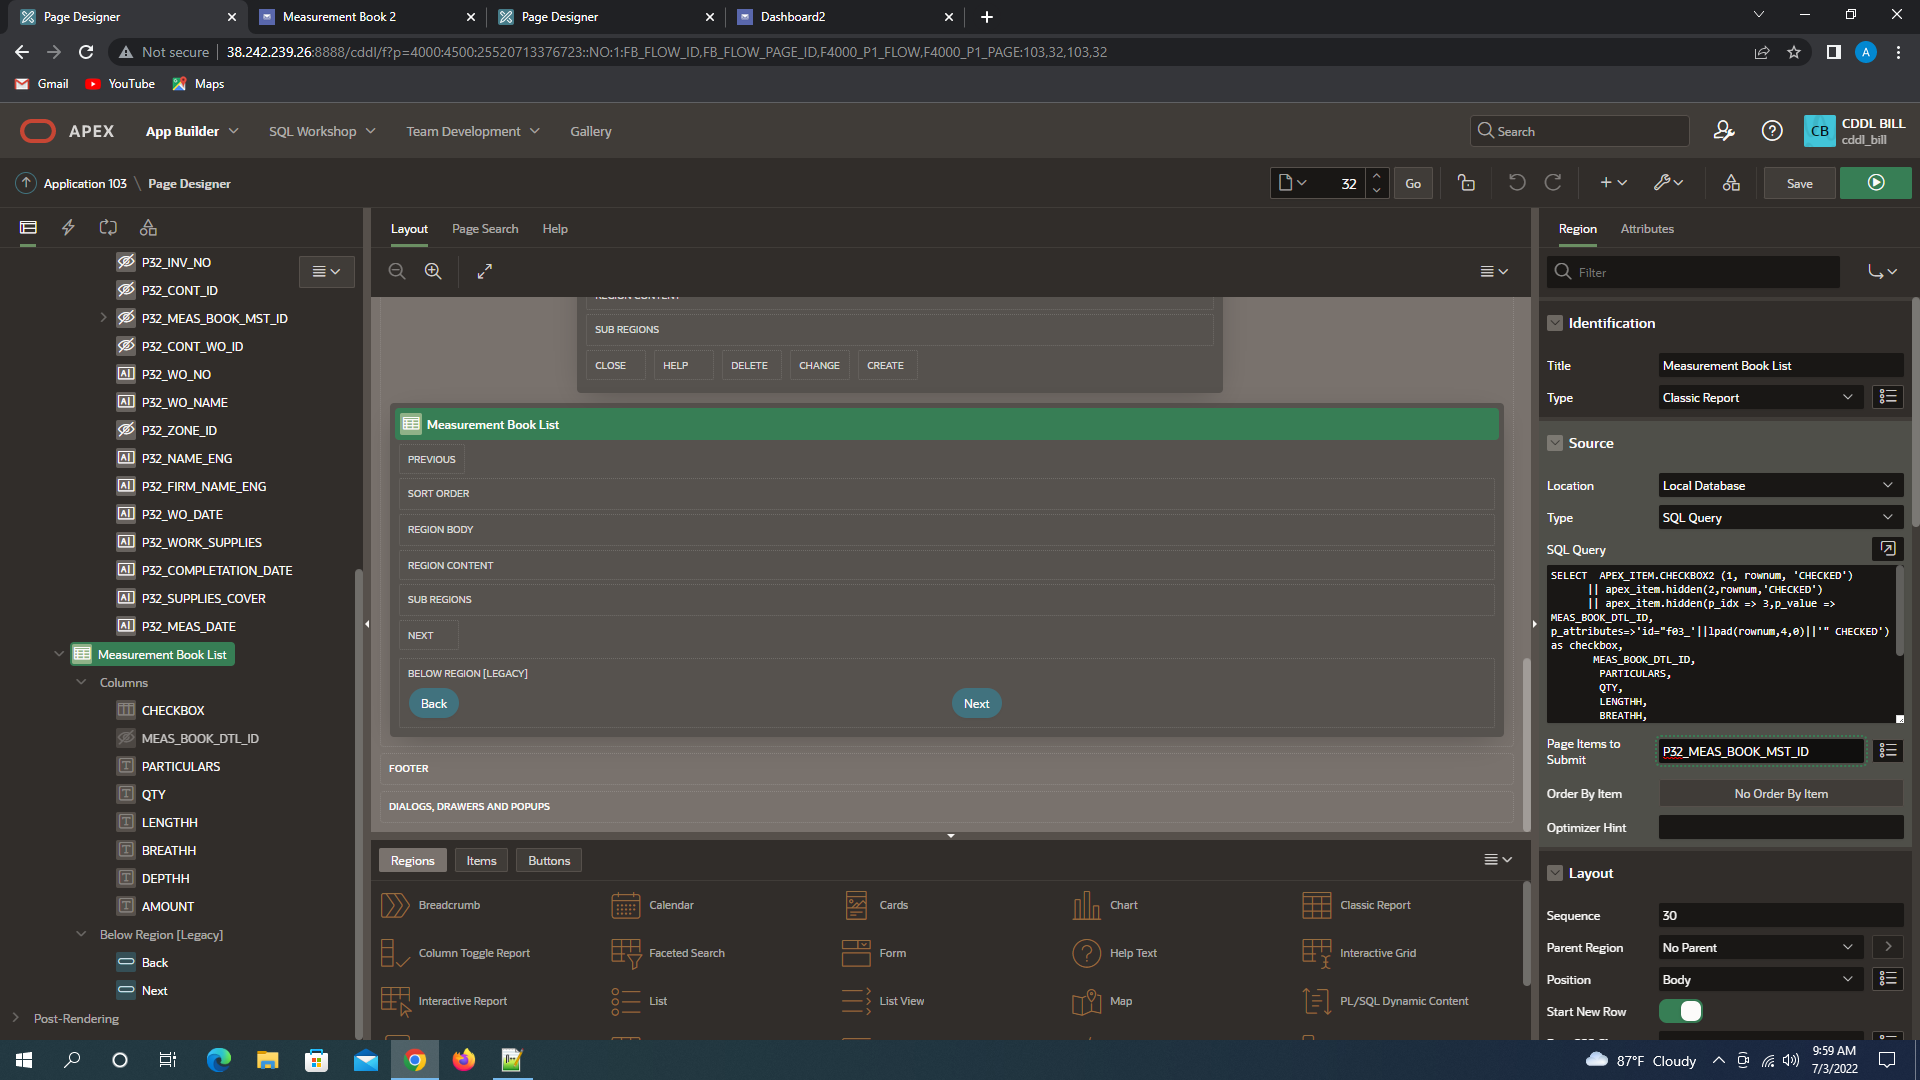 Page Designer
Measurement Book 2
Page Designer
Dashboard2
Not secure
38.242.239.26:8888/cddl/f?p=4000:4500:25520713376723::NO:1:FB_FLOW_ID,FB_FLOW_PAGE_ID,F4000_P1_FLOW,F4000_P1_PAGE:103,32,103,32
A
Gmail
YouTube
Maps
APEX
App Builder
SQL Workshop
Team Development
Gallery
Search
CB
CDDL BILL
cddl_bill
Application 103 \ Page Designer
32
Go
Save
P32_INV_NO
P32_CONT_ID
P32_MEAS_BOOK_MST_ID
P32_CONT_WO_ID
P32_WO_NO
P32_WO_NAME
P32_ZONE_ID
P32_NAME_ENG
P32_FIRM_NAME_ENG
P32_WO_DATE
P32_WORK_SUPPLIES
P32_COMPLETATION_DATE
P32_SUPPLIES_COVER
P32_MEAS_DATE
Measurement Book List
Columns
CHECKBOX
MEAS_BOOK_DTL_ID
PARTICULARS
QTY
LENGTHH
BREATHH
DEPTHH
AMOUNT
Below Region [Legacy]
Back
Next
Post-Rendering
Layout
Page Search
Help
REGION CONTENT
SUB REGIONS
CLOSE
HELP
DELETE
CHANGE
CREATE
Measurement Book List
PREVIOUS
SORT ORDER
REGION BODY
REGION CONTENT
SUB REGIONS
NEXT
BELOW REGION [LEGACY]
Back
Next
FOOTER
DIALOGS, DRAWERS AND POPUPS
Regions
Items
Buttons
Breadcrumb
Calendar
Cards
Chart
Classic Report
Column Toggle Report
Faceted Search
Form
Help Text
Interactive Grid
Interactive Report
List
List View
Map
PL/SQL Dynamic Content
Region
Attributes
Filter
Identification
Title
Measurement Book List
Type
Classic Report
Source
Location
Local Database
Type
SQL Query
SQL Query
SELECT  APEX_ITEM.CHECKBOX2 (1, rownum, 'CHECKED')
|| apex_item.hidden(2,rownum,'CHECKED')
|| apex_item.hidden(p_idx => 3,p_value =>
MEAS_BOOK_DTL_ID,
p_attributes=>'id="f03_'||lpad(rownum,4,0)||'" CHECKED')
as checkbox,
MEAS_BOOK_DTL_ID,
PARTICULARS,
QTY,
LENGTHH,
BREATHH,
Page Items to Submit
P32_MEAS_BOOK_MST_ID
Order By Item
No Order By Item
Optimizer Hint
Layout
Sequence
30
Parent Region
No Parent
Position
Body
Start New Row
87°F Cloudy
9:59 AM
7/3/2022